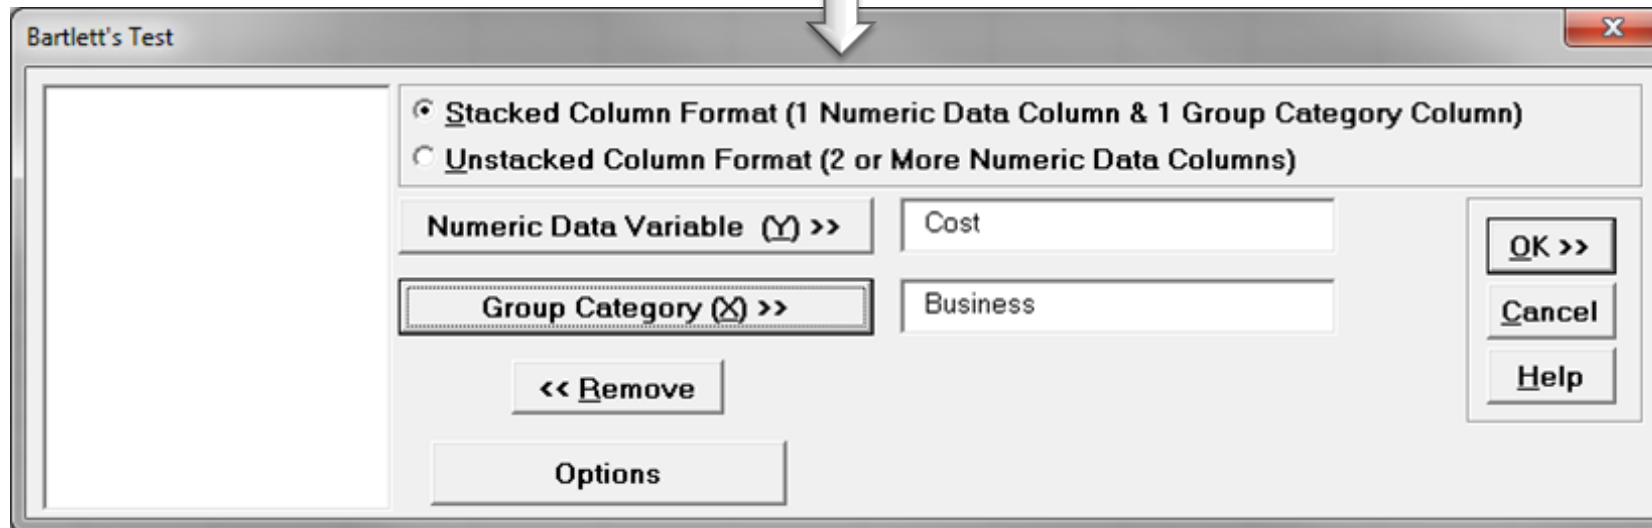 Bartlett's Test
x
Stacked Column Format (1 Numeric Data Column & 1 Group Category Column)
Unstacked Column Format (2 or More Numeric Data Columns)
Numeric Data Variable (Y) >>
Cost
Group Category (X) >>
Business
<< Remove
Options
OK >>
Cancel
Help